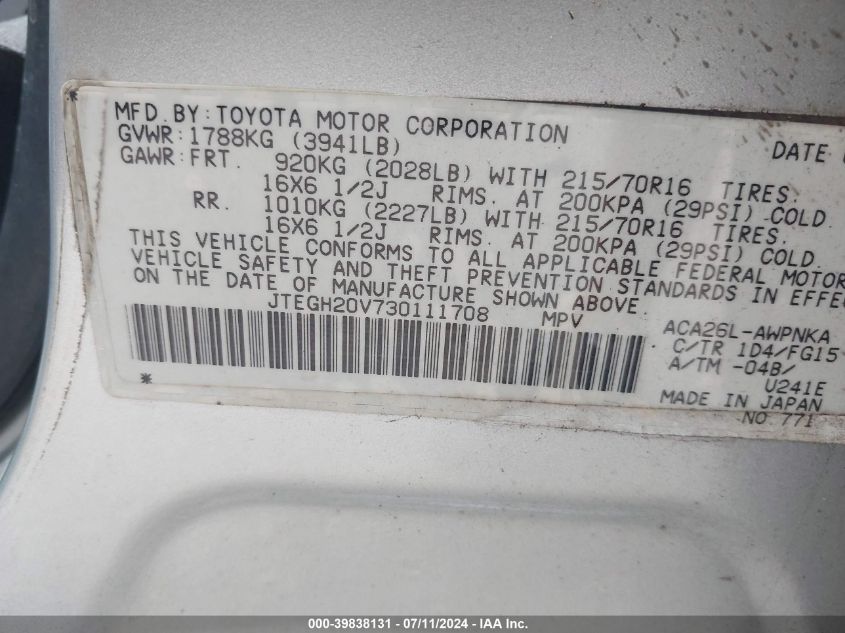 MFD. BY: TOYOTA MOTOR CORPORATION DATE
GVWR: 1788KG (3941LB)
GAWR: FRT. 920KG (2028LB) WITH 215/70R16 TIRES.
16X6 1/2J RIMS. AT 200KPA (29PSI) COLD
RR. 1010KG (2227LB) WITH 215/70R16 TIRES.
16X6 1/2J RIMS. AT 200KPA (29PSI) COLD
THIS VEHICLE CONFORMS TO ALL APPLICABLE FEDERAL MOTOR
VEHICLE SAFETY AND THEFT PREVENTION STANDARDS IN EFFE
ON THE DATE OF MANUFACTURE SHOWN ABOVE.
JTEGH20V730111708 MPV
ACA26L-AWPNKA
C/TR 1D4/FG15
A/TM -04B/
U241E
MADE IN JAPAN
NO. 771
000-39838131 - 07/11/2024 - IAA Inc.